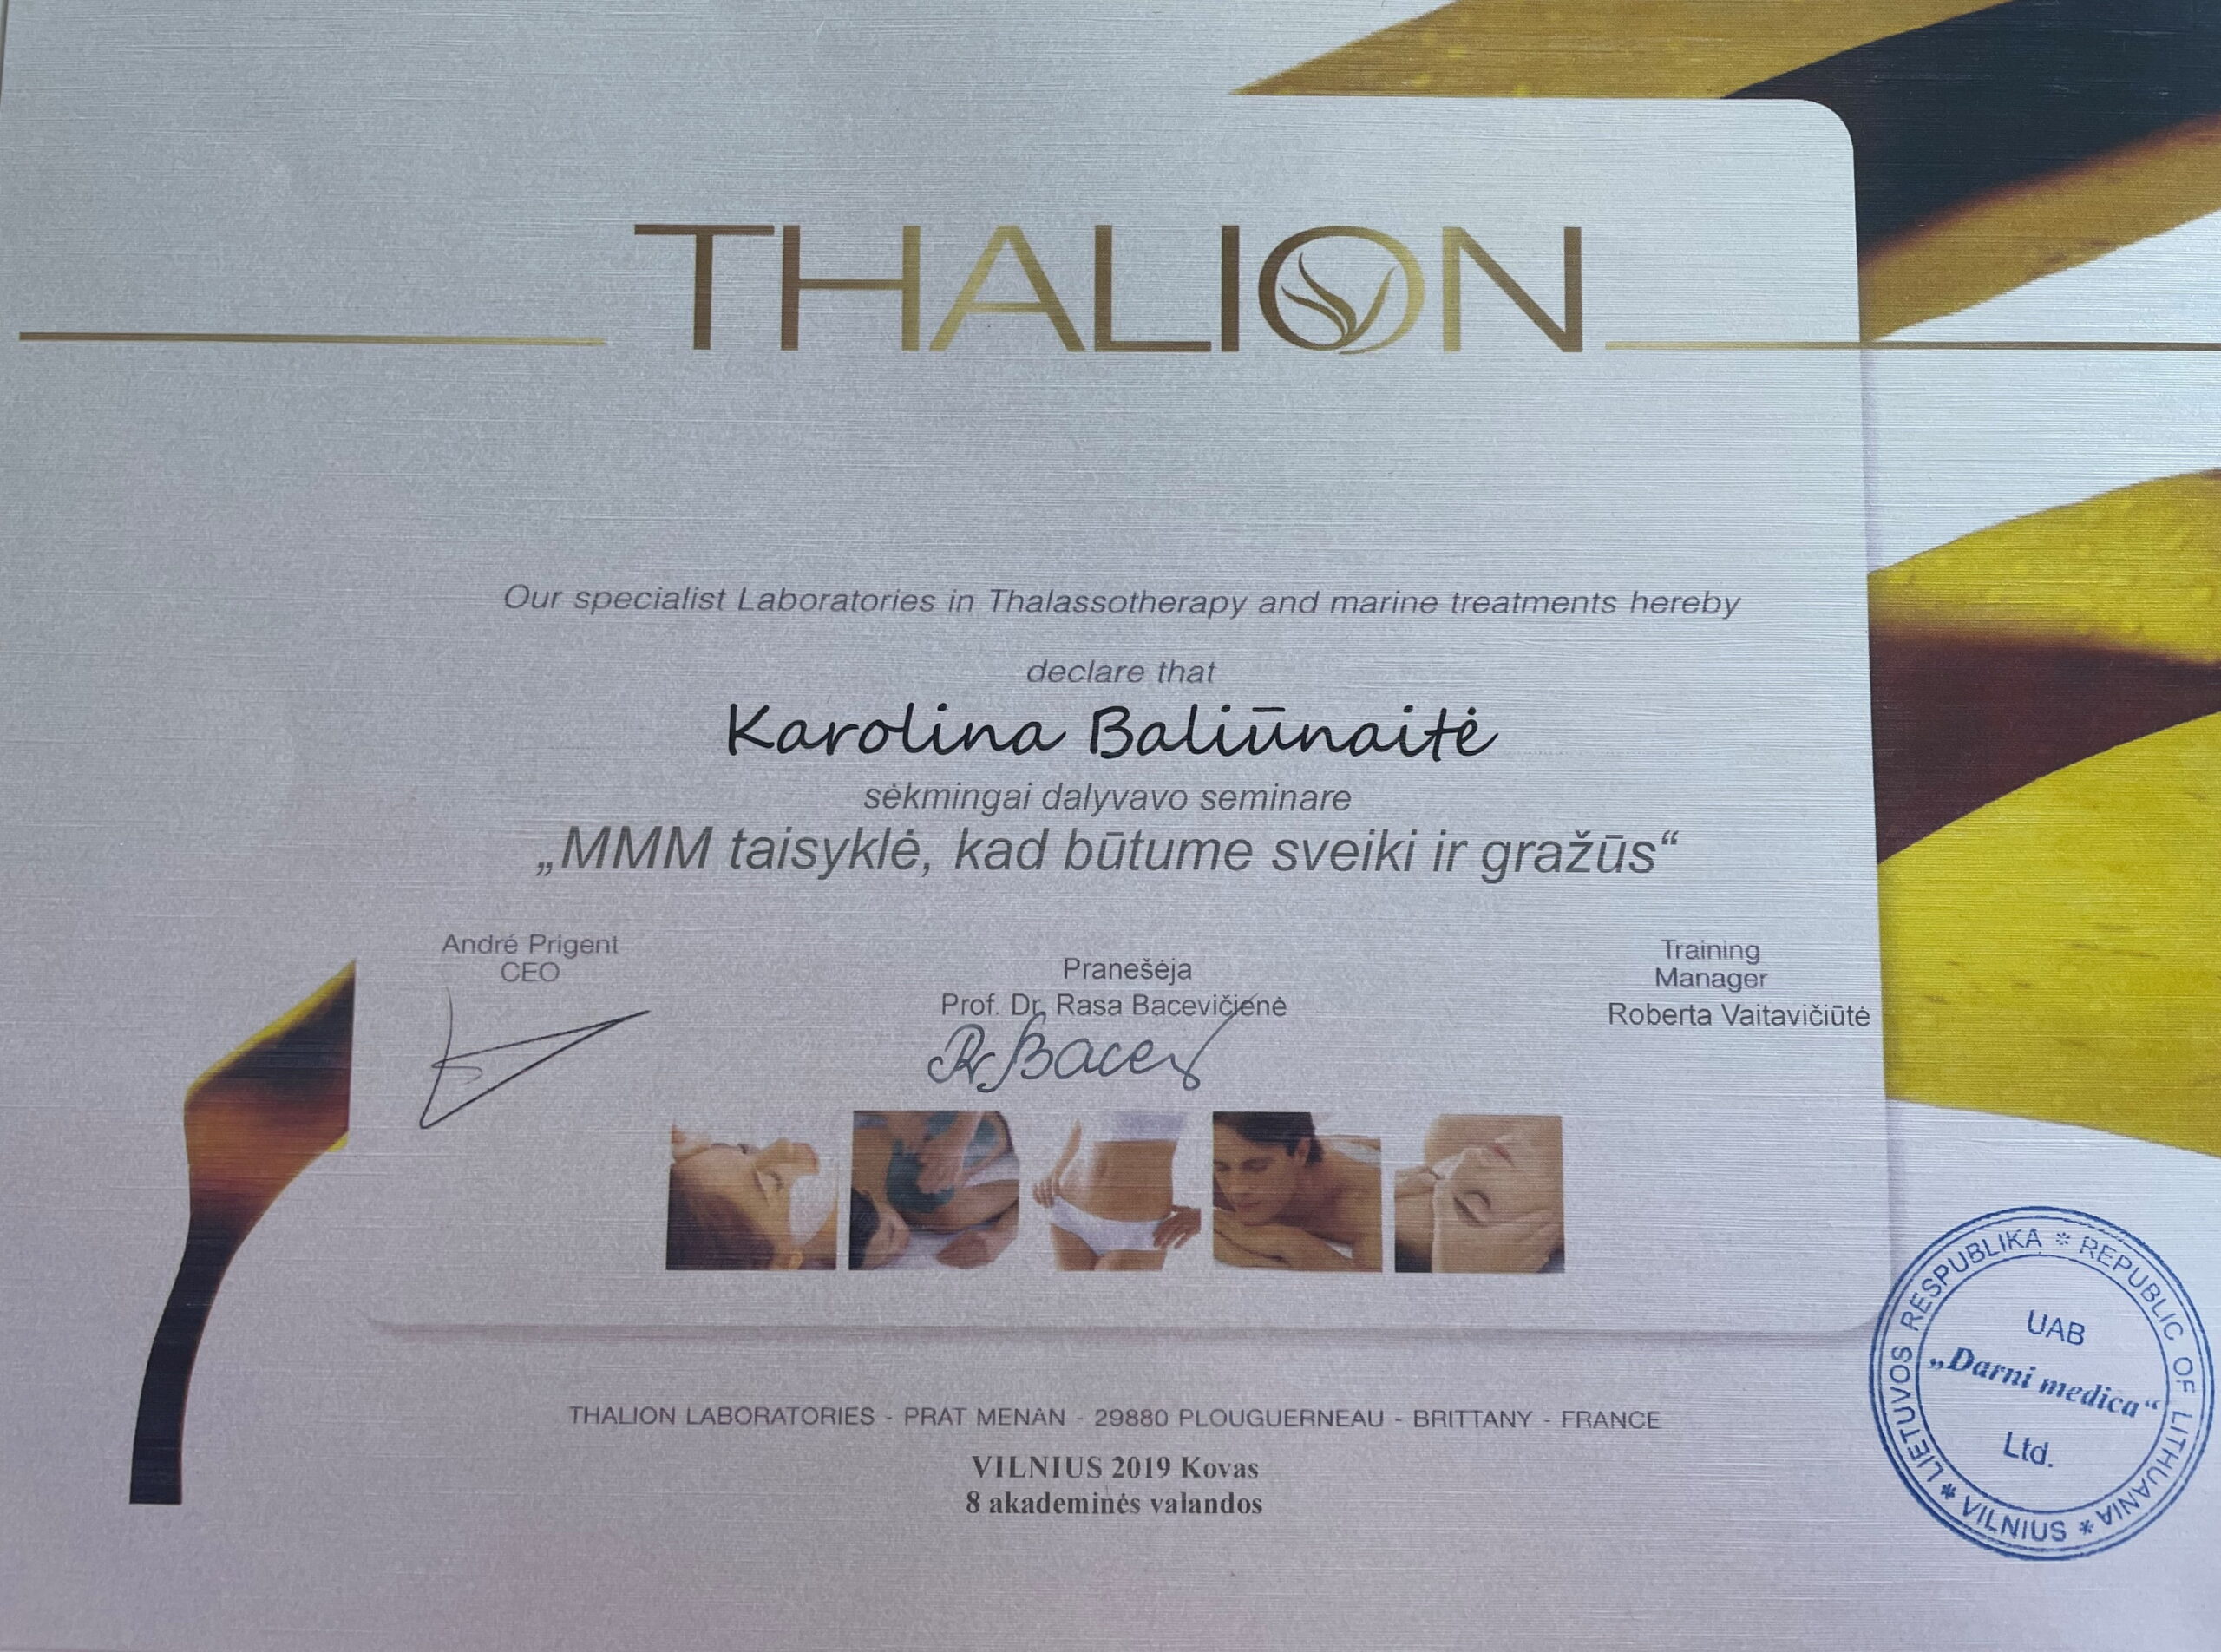 THALION
Our specialist Laboratories in Thalassotherapy and marine treatments hereby
declare that
Karolina Baliūnaitė
sėkmingai dalyvavo seminare
„MMM taisyklė, kad būtume sveiki ir gražūs“
André Prigent
CEO
Pranešėja
Prof. Dr. Rasa Bacevičienė
Training
Manager
Roberta Vaitavičiūtė
THALION LABORATORIES - PRAT MENAN - 29880 PLOUGUERNEAU - BRITTANY - FRANCE
VILNIUS 2019 Kovas
8 akademinės valandos
LIETUVOS RESPUBLIKA * REPUBLIC OF LITHUANIA * VILNIUS *
UAB
„Darni medica“
Ltd.